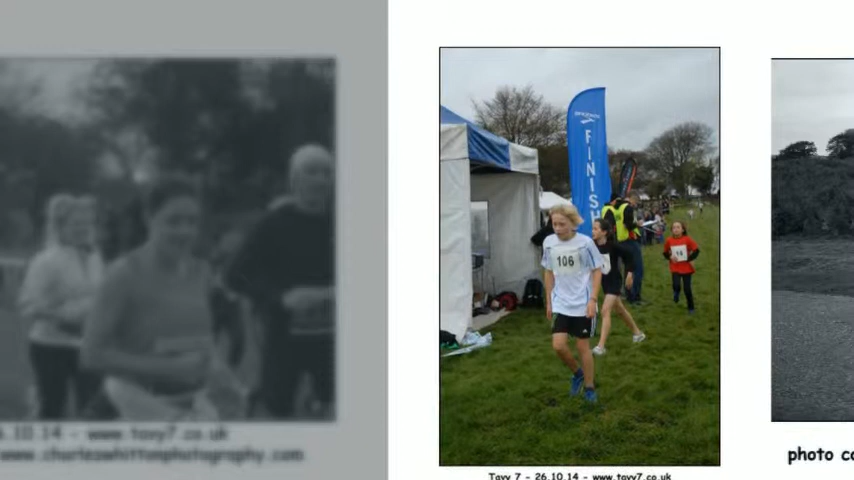 6.10.14 - www.tavy7.co.uk
www.charleswhittonphotography.com
FINISH
106
Tavy 7 - 26.10.14 - www.tavy7.co.uk
photo co